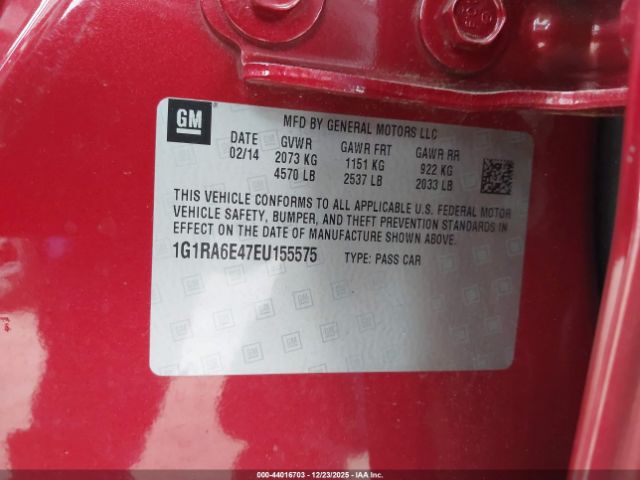 GM
MFD BY GENERAL MOTORS LLC
DATE GVWR GAWR FRT GAWR RR
02/14 2073 KG 1151 KG 922 KG
4570 LB 2537 LB 2033 LB
THIS VEHICLE CONFORMS TO ALL APPLICABLE U.S. FEDERAL MOTOR
VEHICLE SAFETY, BUMPER, AND THEFT PREVENTION STANDARDS IN
EFFECT ON THE DATE OF MANUFACTURE SHOWN ABOVE.
1G1RA6E47EU155575 TYPE: PASS CAR
000-44016703 - 12/23/2025 - IAAI.COM